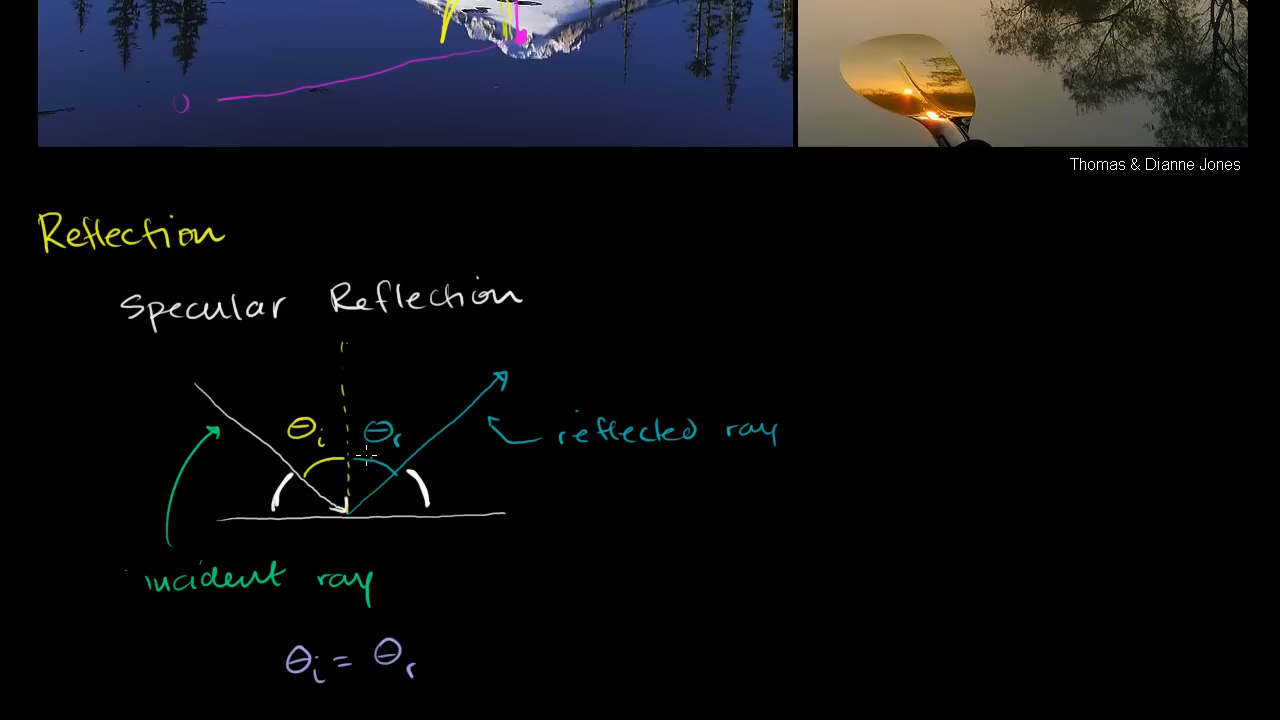 Thomas & Dianne Jones
Reflection
Specular Reflection
θi θr
reflected ray
incident ray
θi = θr